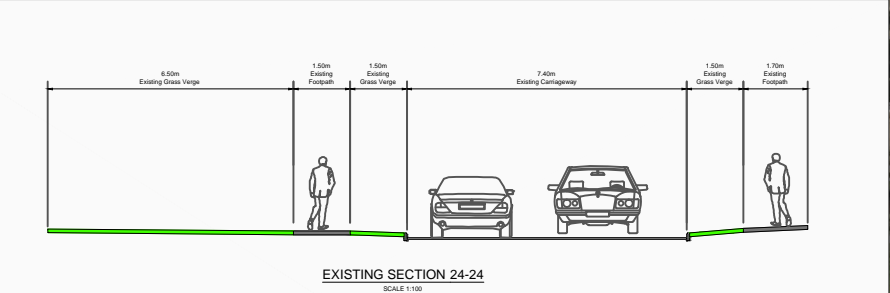 6.50m
Existing Grass Verge
1.50m
Existing
Footpath
1.50m
Existing
Grass Verge
7.40m
Existing Carriageway
1.50m
Existing
Grass Verge
1.70m
Existing
Footpath
EXISTING SECTION 24-24
SCALE 1:100